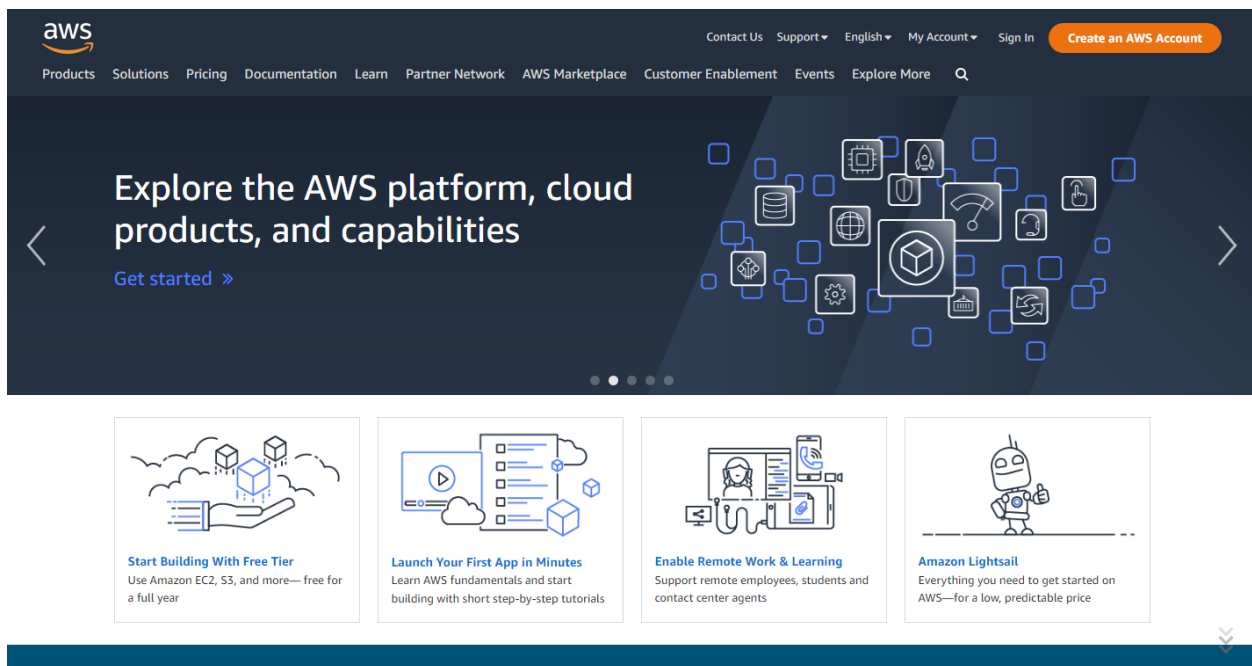 aws
Contact Us Support English My Account Sign In Create an AWS Account
Products Solutions Pricing Documentation Learn Partner Network AWS Marketplace Customer Enablement Events Explore More
Explore the AWS platform, cloud
products, and capabilities
Get started »
Start Building With Free Tier
Use Amazon EC2, S3, and more— free for
a full year
Launch Your First App in Minutes
Learn AWS fundamentals and start
building with short step-by-step tutorials
Enable Remote Work & Learning
Support remote employees, students and
contact center agents
Amazon Lightsail
Everything you need to get started on
AWS—for a low, predictable price